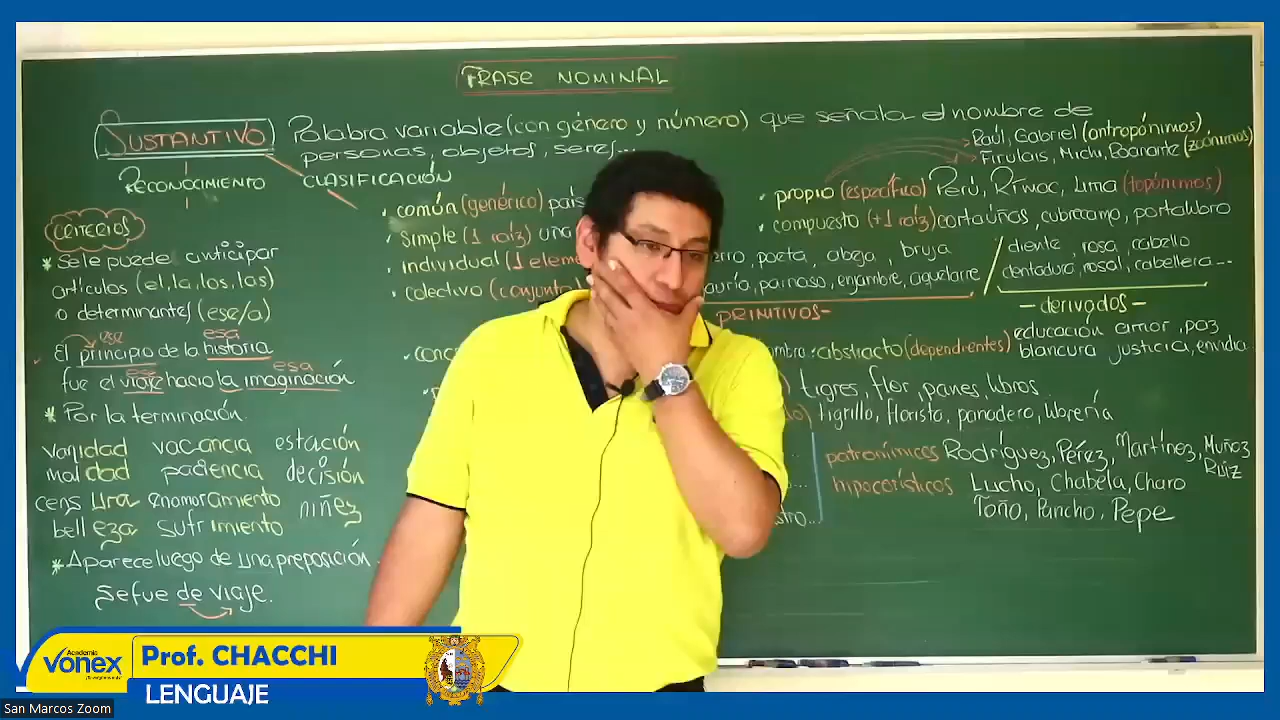 FRASE NOMINAL
SUSTANTIVO Palabra variable (con género y número) que señala el nombre de
personas, objetos, seres...
RECONOCIMIENTO
CLASIFICACIÓN
CRITERIOS
* Se le puede anticipar
artículos (el, la, los, las)
o determinantes (ese/a)
ese esa
El principio de la historia
ese esa
fue el viaje hacia la imaginación
* Por la terminación.
vanidad vacancia estación
maldad paciencia decisión
censura enamoramiento niñez
belleza sufrimiento
* Aparece luego de una preposición.
Se fue de viaje.
• común (genérico) país
• simple (1 raíz) uña
• individual (1 elem
• colectivo (conjunto)
• conc
Raúl, Gabriel (antropónimos)
Firulais, Michi, (zoónimos)
• propio (específico) Perú, Rímac, Lima (topónimos)
• compuesto (+1 raíz) cortaúñas, cubrecama, portalibro
poeta, abeja, bruja
parnaso, enjambre, aquelarre
PRIMITIVOS-
diente, rosa, cabello
dentadura, rosal, cabellera...
- derivados -
• abstracto (dependientes) educación amor, paz
blancura justicia, envidia
tigres, flor, panes, libros.
tigrillo, florista, panadero, librería
patronímicos Rodríguez, Pérez, Martínez, Muñoz
Ruiz
hipocorísticos Lucho, Chabela, Charo
Toño, Pancho, Pepe
Academia
vonex
Prof. CHACCHI
LENGUAJE
San Marcos Zoom